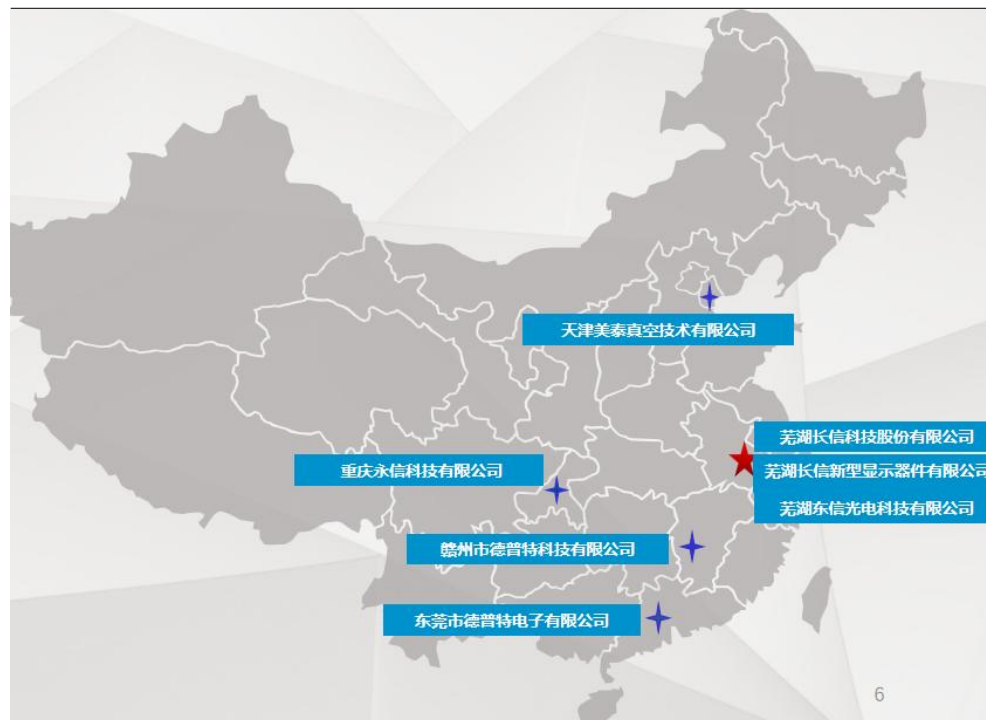 天津美泰真空技术有限公司
芜湖长信科技股份有限公司
重庆永信科技有限公司
芜湖长信新型显示器件有限公司
芜湖东信光电科技有限公司
赣州市德普特科技有限公司
东莞市德普特电子有限公司
6